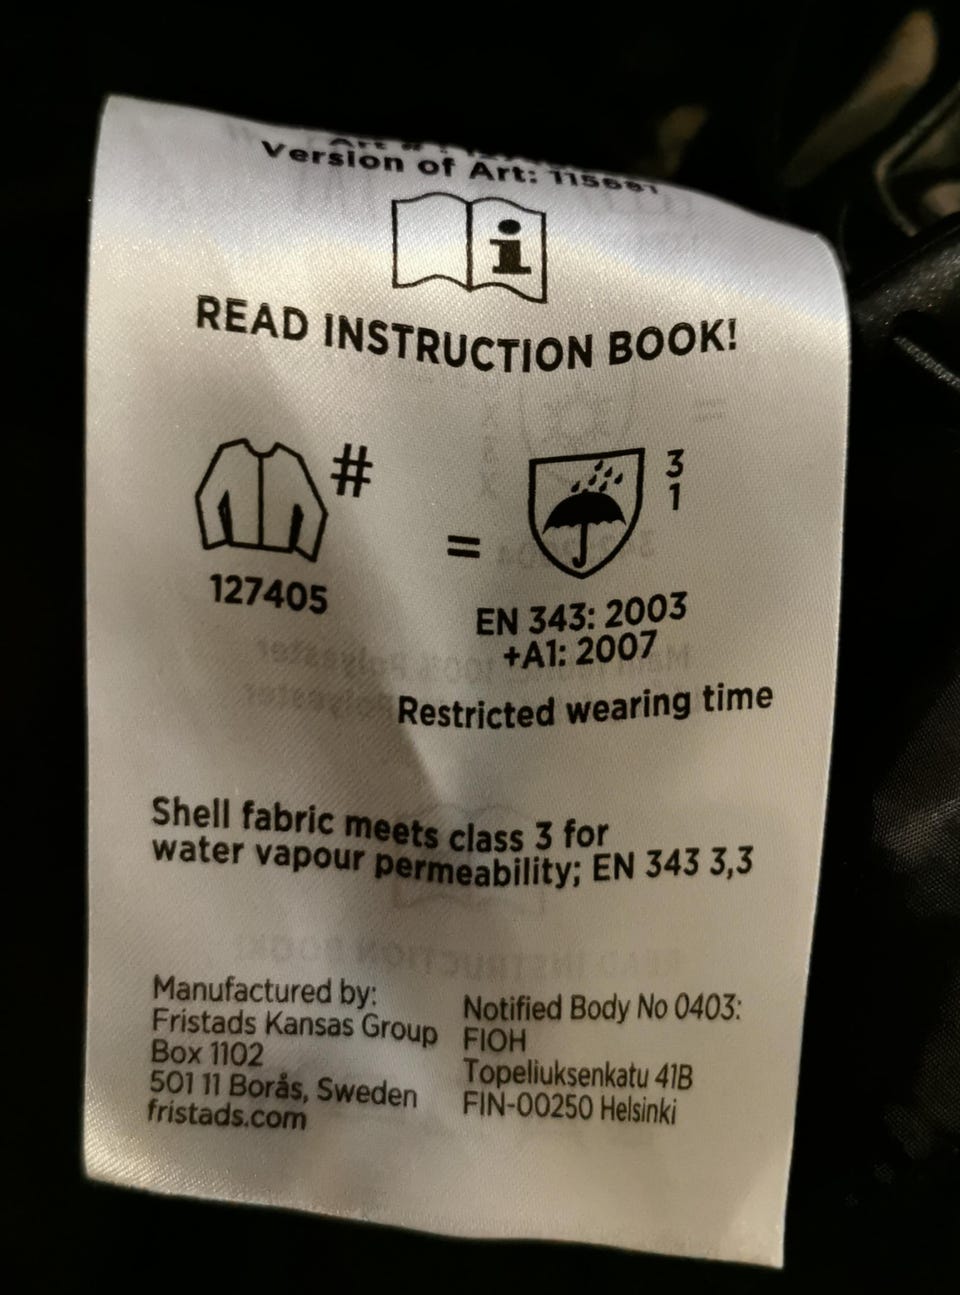 Version of Art: 115681
i
READ INSTRUCTION BOOK!
#
127405
=
3
1
EN 343: 2003
+A1: 2007
Restricted wearing time
Shell fabric meets class 3 for
water vapour permeability; EN 343 3,3
Manufactured by:
Fristads Kansas Group
Box 1102
501 11 Borås, Sweden
fristads.com
Notified Body No 0403:
FIOH
Topeliuksenkatu 41B
FIN-00250 Helsinki